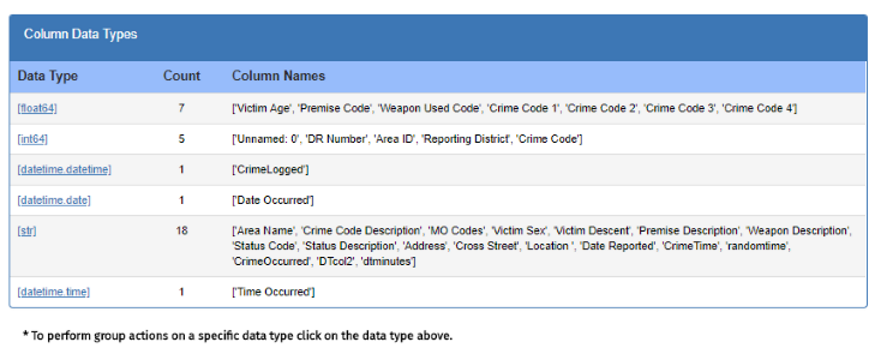 Column Data Types
Data Type Count Column Names
[float64] 7 ['Victim Age', 'Premise Code', 'Weapon Used Code', 'Crime Code 1', 'Crime Code 2', 'Crime Code 3', 'Crime Code 4']
[int64] 5 ['Unnamed: 0', 'DR Number', 'Area ID', 'Reporting District', 'Crime Code']
[datetime.datetime] 1 ['CrimeLogged']
[datetime.date] 1 ['Date Occurred']
[str] 18 ['Area Name', 'Crime Code Description', 'MO Codes', 'Victim Sex', 'Victim Descent', 'Premise Description', 'Weapon Description',
'Status Code', 'Status Description', 'Address', 'Cross Street', 'Location ', 'Date Reported', 'CrimeTime', 'randomtime',
'CrimeOccurred', 'DTcol2', 'dtminutes']
[datetime.time] 1 ['Time Occurred']
* To perform group actions on a specific data type click on the data type above.